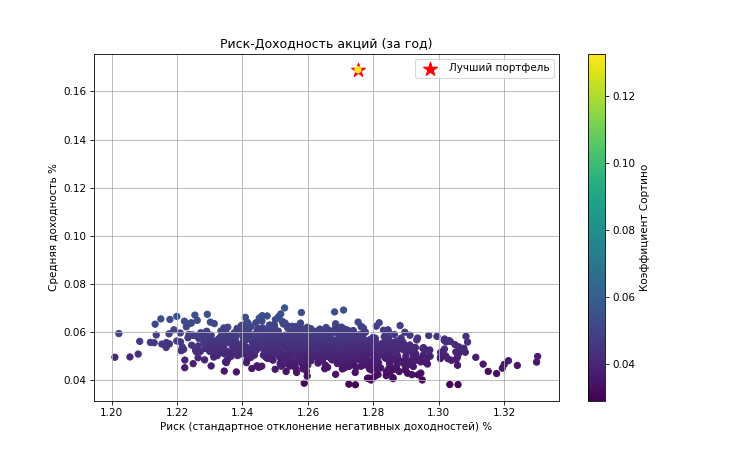 Риск-Доходность акций (за год)
Лучший портфель
0.16
0.14
0.12
0.10
0.08
0.06
0.04
Средняя доходность %
1.20 1.22 1.24 1.26 1.28 1.30 1.32
Риск (стандартное отклонение негативных доходностей) %
0.12
0.10
0.08
0.06
0.04
Коэффициент Сортино